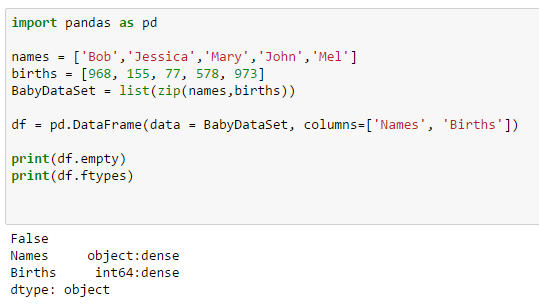 import pandas as pd
names = ['Bob','Jessica','Mary','John','Mel']
births = [968, 155, 77, 578, 973]
BabyDataSet = list(zip(names,births))
df = pd.DataFrame(data = BabyDataSet, columns=['Names', 'Births'])
print(df.empty)
print(df.ftypes)
False
Names     object:dense
Births     int64:dense
dtype: object